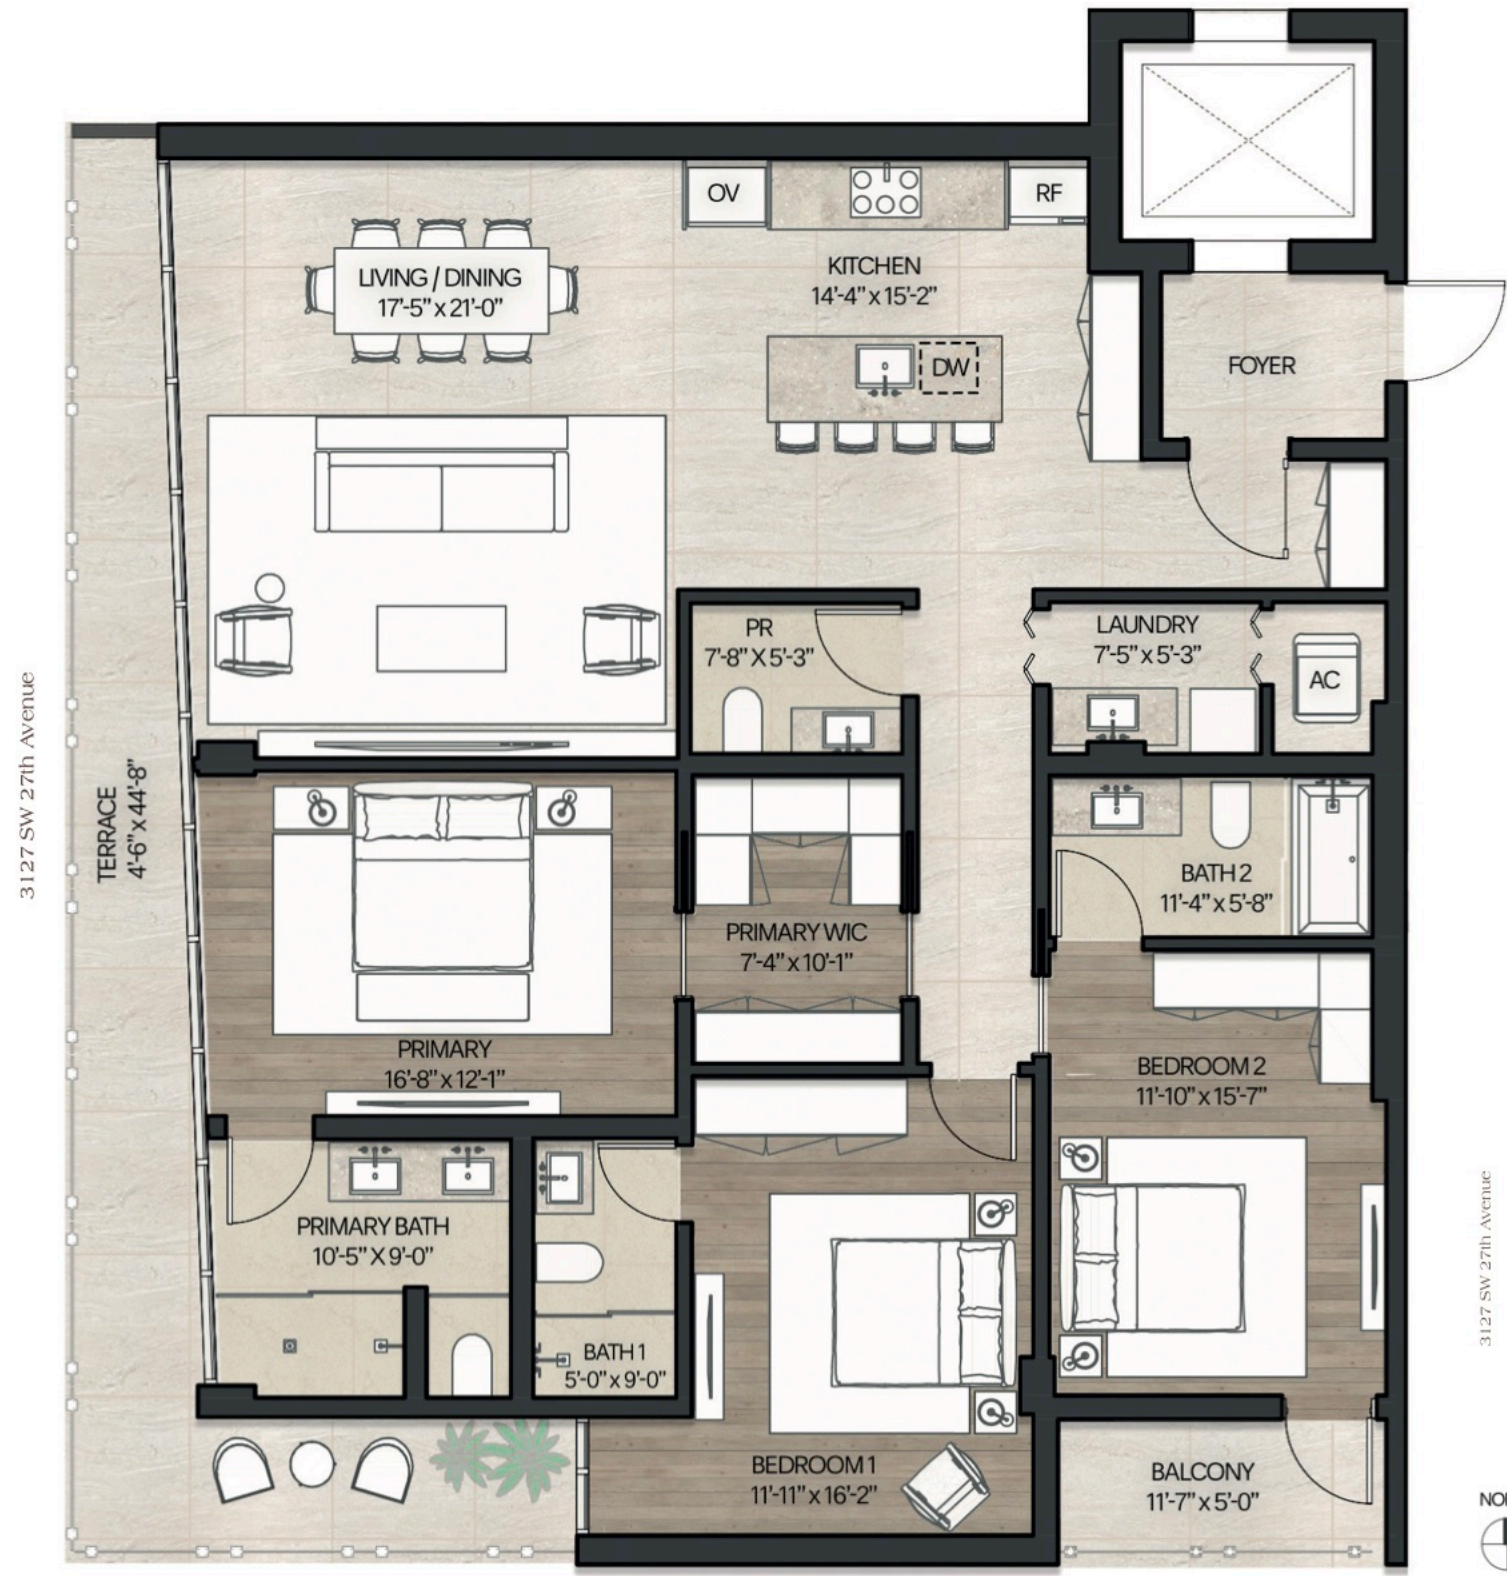 OV
RF
LIVING / DINING
17'-5" x 21'-0"
KITCHEN
14'-4" x 15'-2"
DW
FOYER
PR
7'-8" X 5'-3"
LAUNDRY
7'-5" x 5'-3"
AC
3127 SW 27th Avenue
TERRACE
4'-6" x 44'-8"
BATH 2
11'-4" x 5'-8"
PRIMARY WIC
7'-4" x 10'-1"
PRIMARY
16'-8" x 12'-1"
BEDROOM 2
11'-10" x 15'-7"
PRIMARY BATH
10'-5" X 9'-0"
3127 SW 27th Avenue
BATH 1
5'-0" x 9'-0"
BEDROOM 1
11'-11" x 16'-2"
BALCONY
11'-7" x 5'-0"